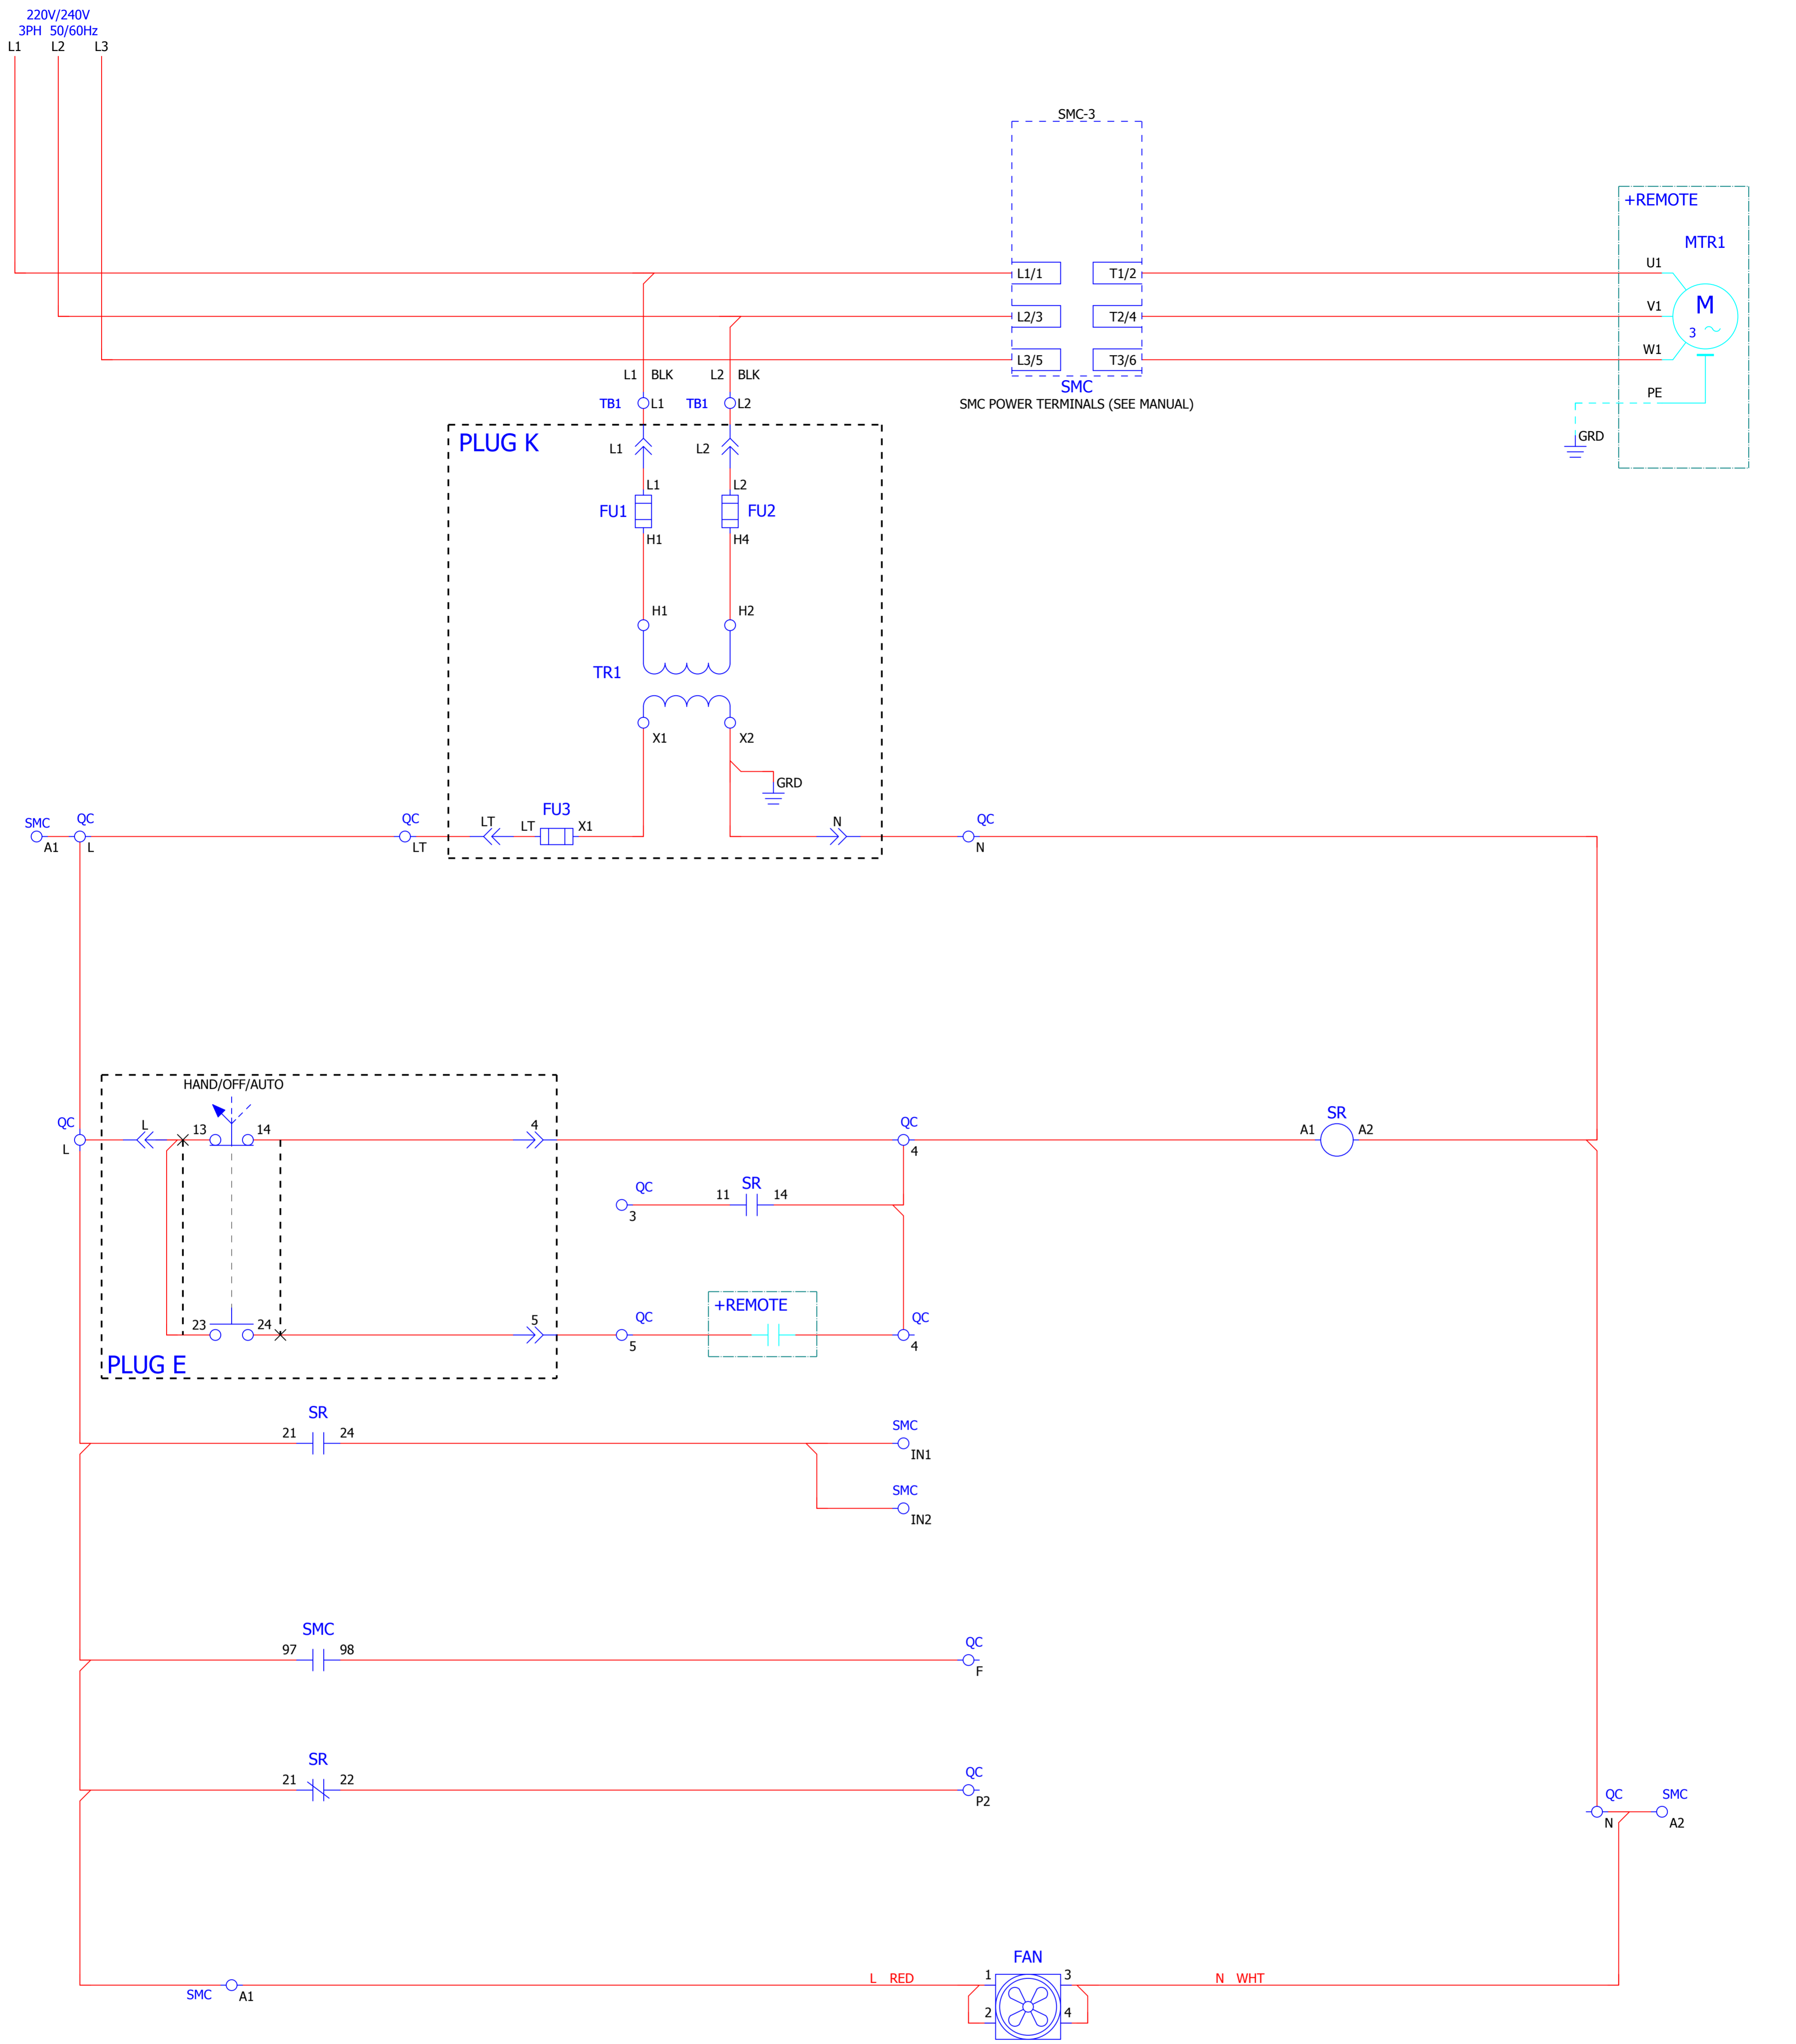 220V/240V
3PH 50/60Hz
L1 L2 L3
SMC-3
+REMOTE
MTR1
L1/1 T1/2 U1
L2/3 T2/4 V1
M
3
L3/5 T3/6 W1
L1 BLK L2 BLK
SMC
PE
TB1 L1 TB1 L2
SMC POWER TERMINALS (SEE MANUAL)
GRD
PLUG K
L1 L2
L1 L2
FU1 FU2
H1 H4
H1 H2
TR1
X1 X2
GRD
SMC QC QC FU3 QC
LT LT X1 N
A1 L LT N
HAND/OFF/AUTO
QC L 13 14 4 QC SR
A1 A2
L 4
QC 11 SR 14
3
+REMOTE
23 24 5 QC QC
5 4
PLUG E
SR SMC
21 24
IN1
SMC
IN2
SMC QC
97 98
F
SR QC
21 22
P2
QC SMC
N A2
FAN
L RED 1 3 N WHT
SMC A1
2 4